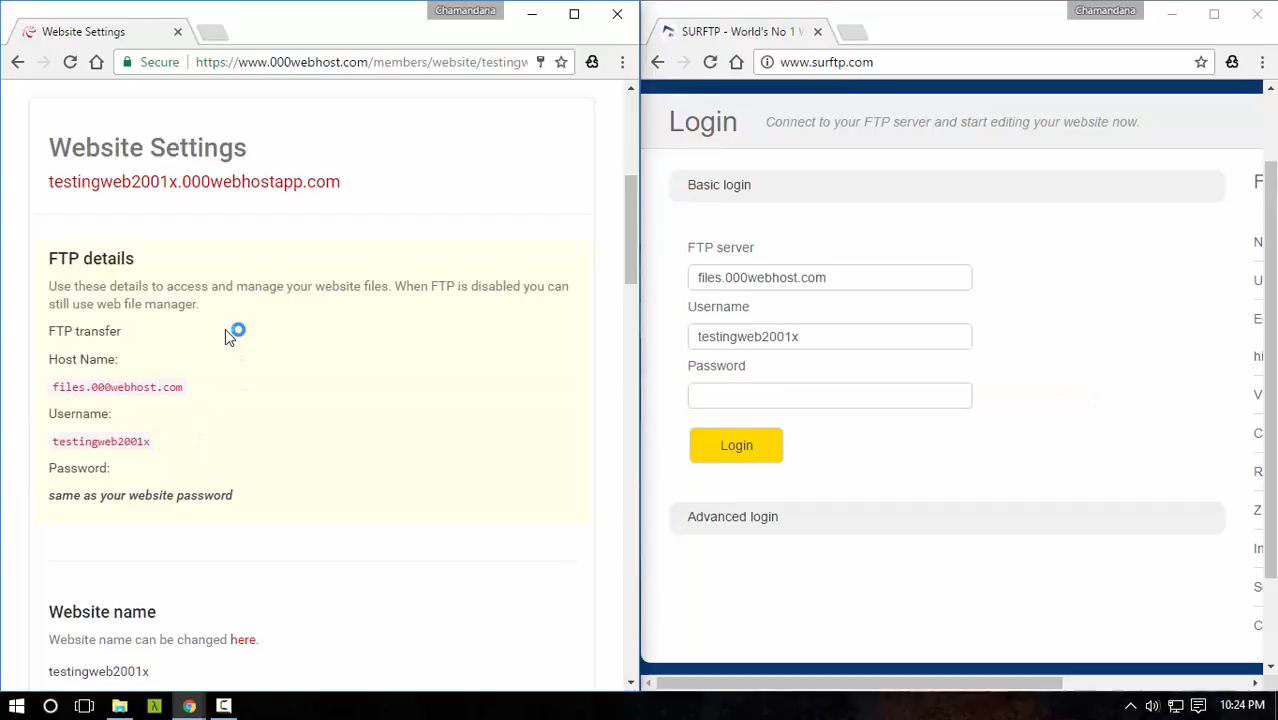 Chamandana
Website Settings
Secure
https://www.000webhost.com/members/website/testingw
Website Settings
testingweb2001x.000webhostapp.com
FTP details
Use these details to access and manage your website files. When FTP is disabled you can
still use web file manager.
FTP transfer
Host Name:
files.000webhost.com
Username:
testingweb2001x
Password:
same as your website password
Website name
Website name can be changed here.
testingweb2001x
Chamandana
SURFTP - World's No 1 W
www.surftp.com
Login
Connect to your FTP server and start editing your website now.
Basic login
FTP server
files.000webhost.com
Username
testingweb2001x
Password
Login
Advanced login
F
N
U
Ec
hi
V
C
R
Z
In
S
C
10:24 PM